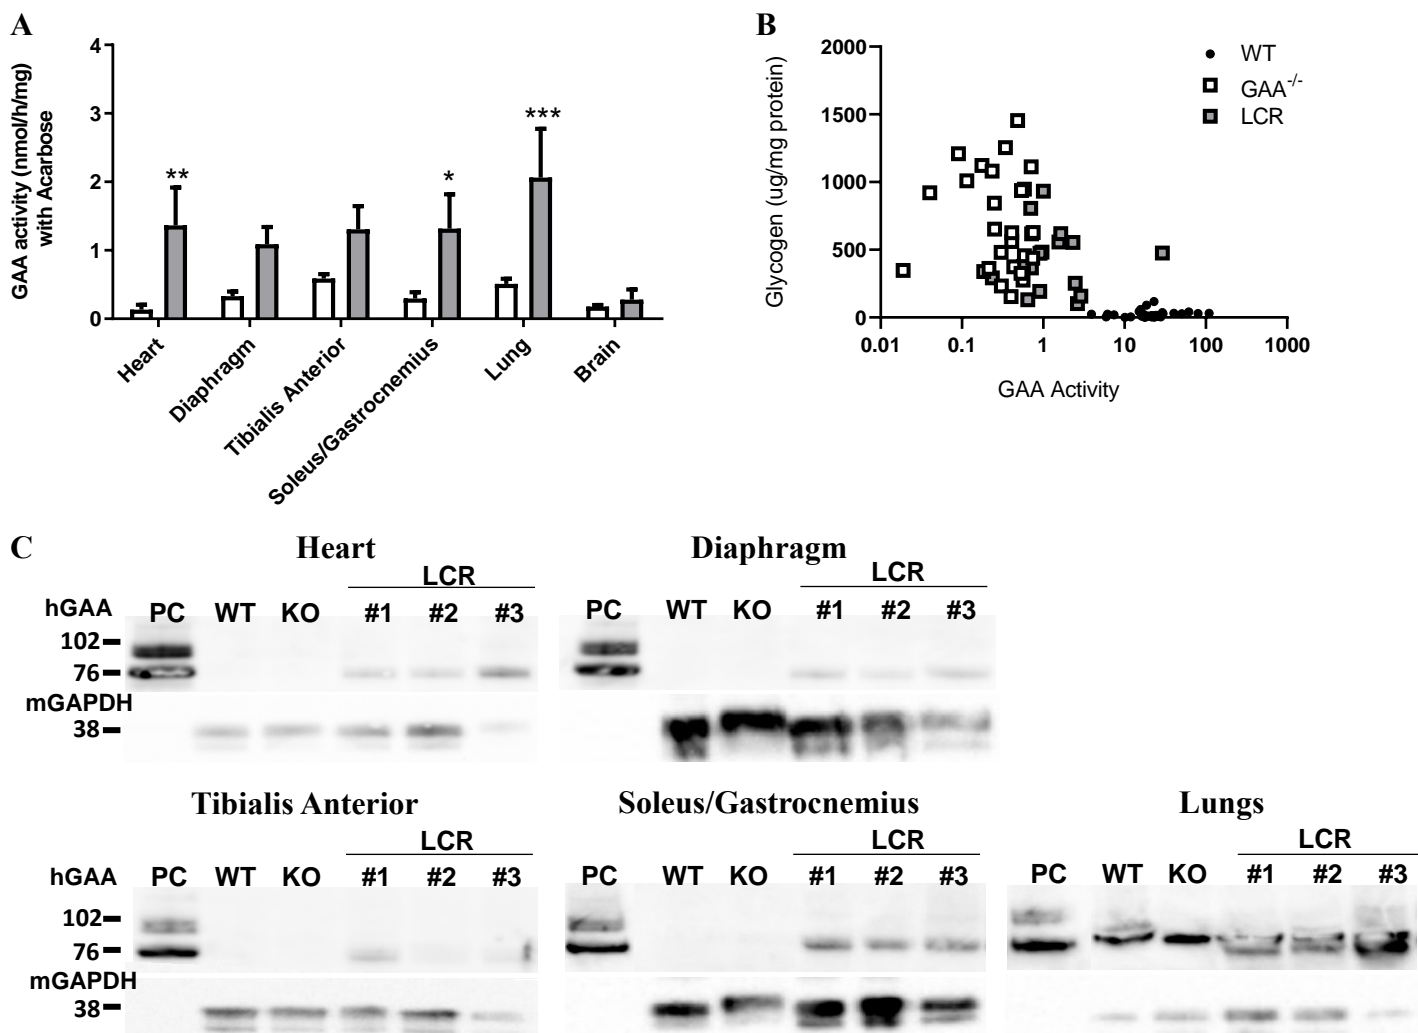 A
GAA activity (nmol/h/mg)
with Acarbose
4
3
2
1
0
**
*
***
Heart
Diaphragm
Tibialis Anterior
Soleus/Gastrocnemius
Lung
Brain
B
Glycogen (ug/mg protein)
2000
1500
1000
500
0
0.01 0.1 1 10 100 1000
GAA Activity
WT
GAA-/-
LCR
C
Heart
LCR
hGAA PC WT KO #1 #2 #3
102
76
mGAPDH
38
Diaphragm
LCR
PC WT KO #1 #2 #3
Tibialis Anterior
LCR
hGAA PC WT KO #1 #2 #3
102
76
mGAPDH
38
Soleus/Gastrocnemius
LCR
PC WT KO #1 #2 #3
Lungs
LCR
PC WT KO #1 #2 #3